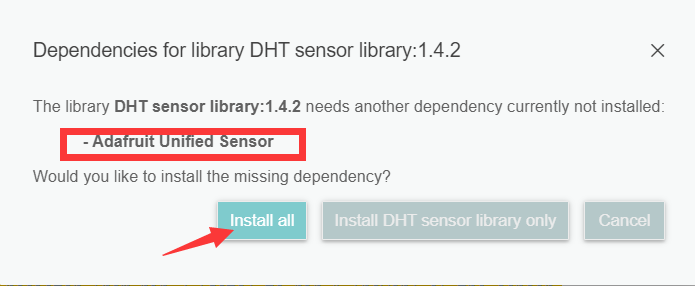 Dependencies for library DHT sensor library:1.4.2
The library DHT sensor library:1.4.2 needs another dependency currently not installed:
- Adafruit Unified Sensor
Would you like to install the missing dependency?
Install all
Install DHT sensor library only
Cancel